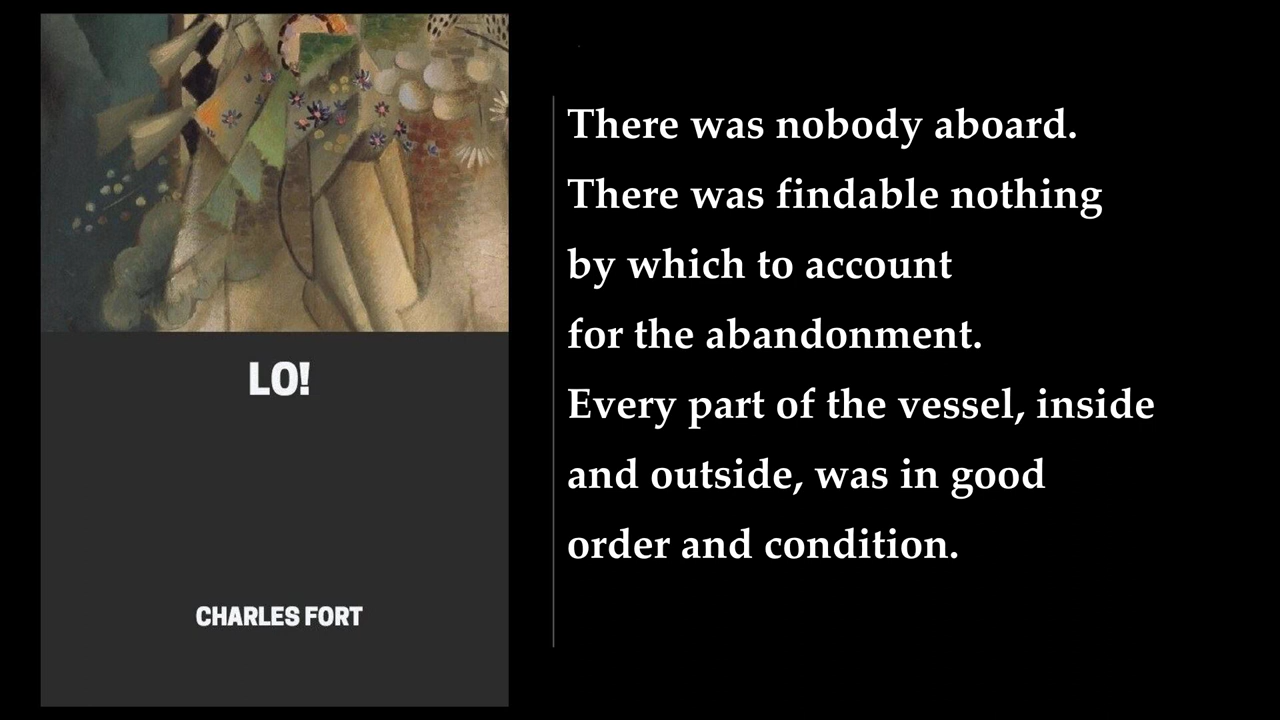 LO!
CHARLES FORT
There was nobody aboard.
There was findable nothing
by which to account
for the abandonment.
Every part of the vessel, inside
and outside, was in good
order and condition.